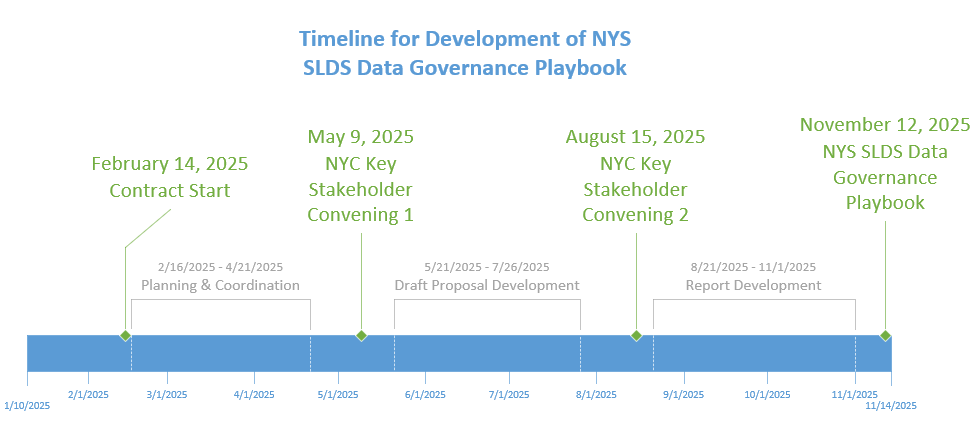 Timeline for Development of NYS
SLDS Data Governance Playbook
February 14, 2025
Contract Start
May 9, 2025
NYC Key
Stakeholder
Convening 1
August 15, 2025
NYC Key
Stakeholder
Convening 2
November 12, 2025
NYS SLDS Data
Governance
Playbook
2/16/2025 - 4/21/2025
Planning & Coordination
5/21/2025 - 7/26/2025
Draft Proposal Development
8/21/2025 - 11/1/2025
Report Development
1/10/2025
2/1/2025
3/1/2025
4/1/2025
5/1/2025
6/1/2025
7/1/2025
8/1/2025
9/1/2025
10/1/2025
11/1/2025
11/14/2025